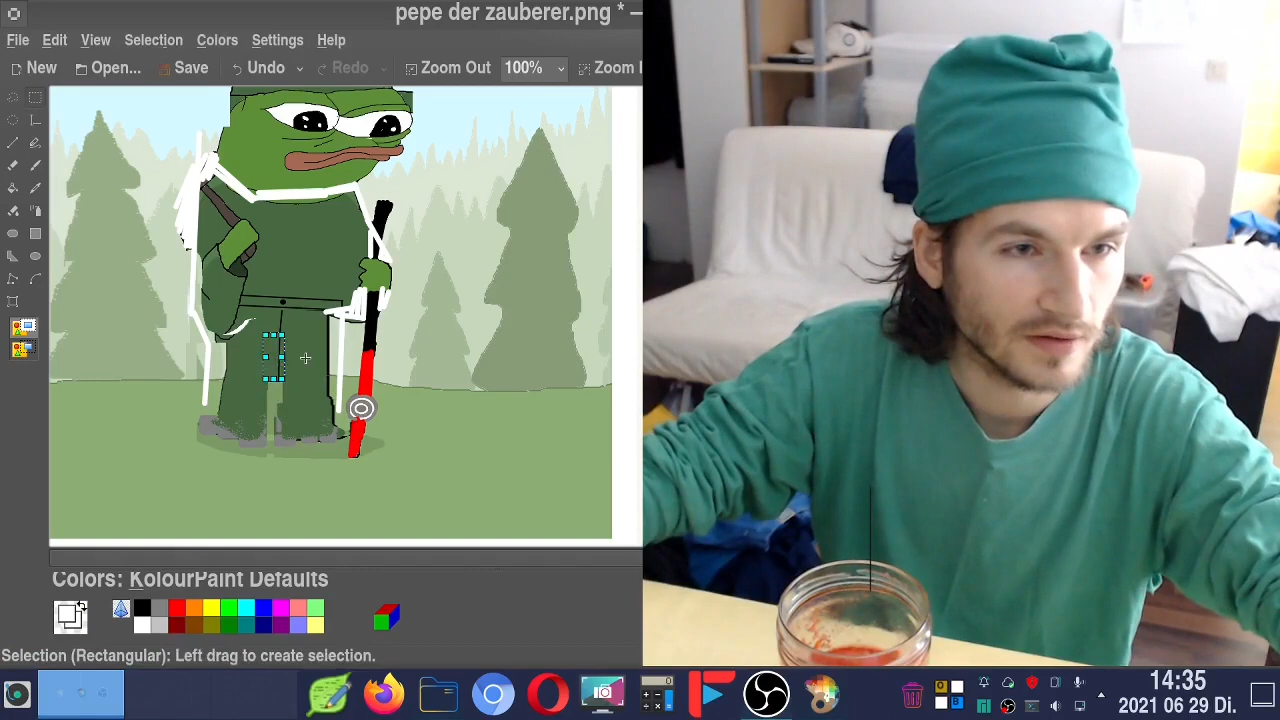 pepe der zauberer.png * —
File Edit View Selection Colors Settings Help
New Open... Save Undo Redo Zoom Out 100% Zoom
Colors: KolourPaint Defaults
Selection (Rectangular): Left drag to create selection.
14:35
2021 06 29 Di.